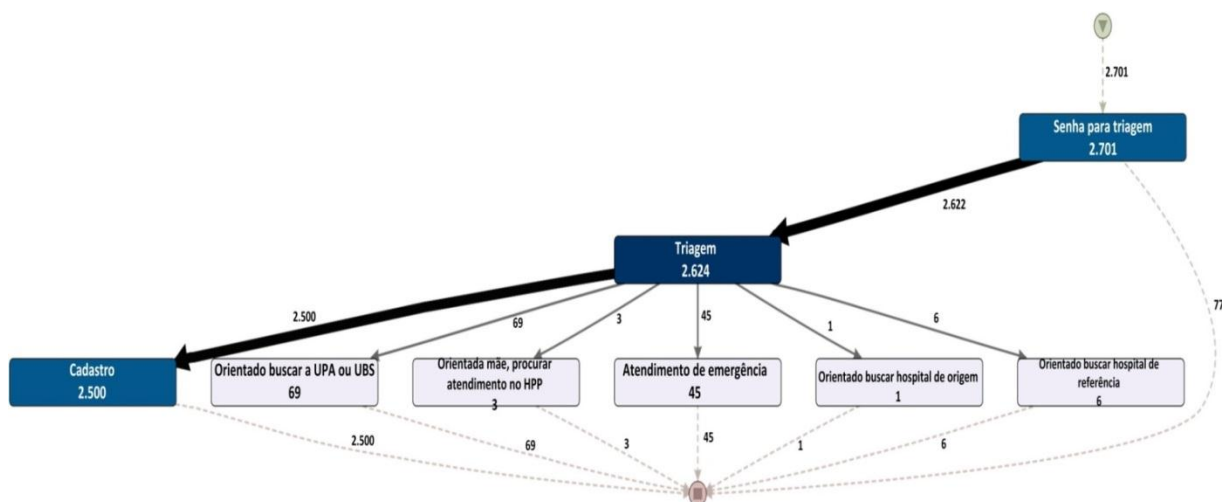 2.701
Senha para triagem
2.701
2.622
77
Triagem
2.624
2.500
69
3
45
1
6
Cadastro
2.500
Orientado buscar a UPA ou UBS
69
Orientada mãe, procurar
atendimento no HPP
3
Atendimento de emergência
45
Orientado buscar hospital de origem
1
Orientado buscar hospital de
referência
6
2.500
69
3
45
1
6